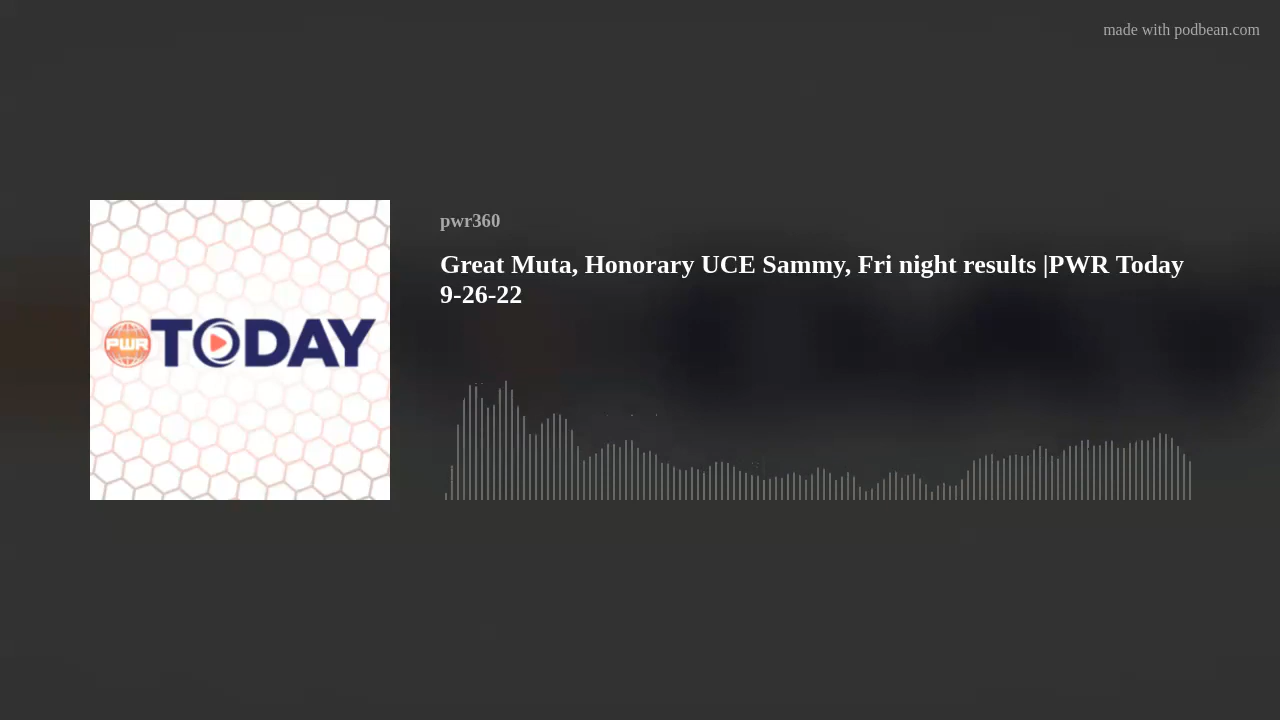 made with podbean.com
pwr360
Great Muta, Honorary UCE Sammy, Fri night results |PWR Today
9-26-22
PWR TODAY